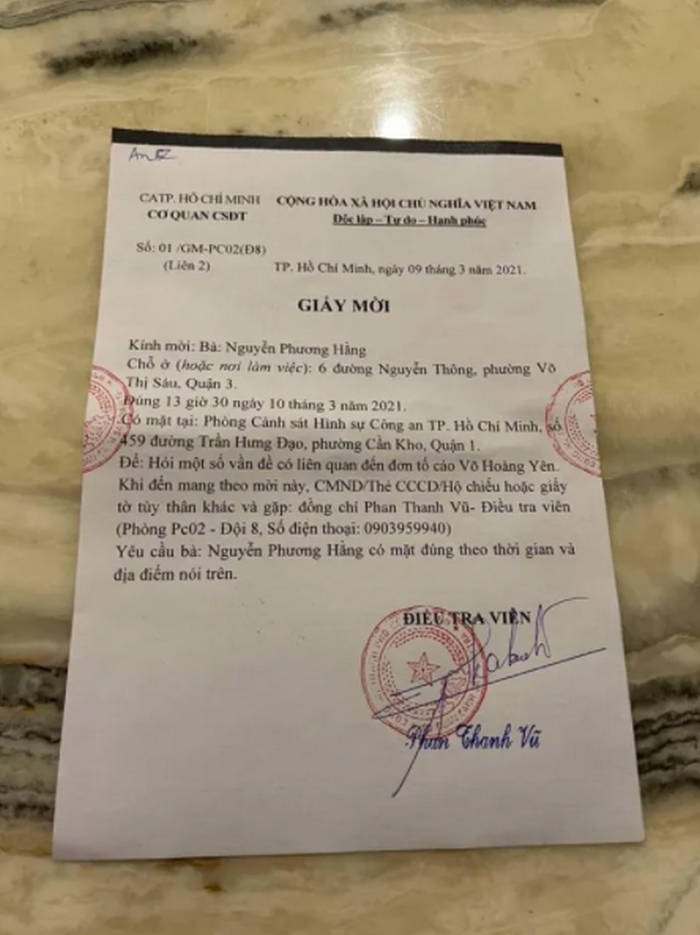 CATP. HỒ CHÍ MINH
CƠ QUAN CSĐT
CỘNG HÒA XÃ HỘI CHỦ NGHĨA VIỆT NAM
Độc lập – Tự do – Hạnh phúc
Số: 01 /GM-PC02(Đ8)
(Liên 2)
TP. Hồ Chí Minh, ngày 09 tháng 3 năm 2021.
GIẤY MỜI
Kính mời: Bà: Nguyễn Phương Hằng
Chỗ ở (hoặc nơi làm việc): 6 đường Nguyễn Thông, phường Võ
Thị Sáu, Quận 3.
Đúng 13 giờ 30 ngày 10 tháng 3 năm 2021.
Có mặt tại: Phòng Cảnh sát Hình sự Công an TP. Hồ Chí Minh, số
459 đường Trần Hưng Đạo, phường Cần Kho, Quận 1.
Để: Hỏi một số vấn đề có liên quan đến đơn tố cáo Võ Hoàng Yên.
Khi đến mang theo mời này, CMND/Thẻ CCCD/Hộ chiếu hoặc giấy
tờ tùy thân khác và gặp: đồng chí Phan Thanh Vũ- Điều tra viên
(Phòng Pc02 - Đội 8, Số điện thoại: 0903959940)
Yêu cầu bà: Nguyễn Phương Hằng có mặt đúng theo thời gian và
địa điểm nói trên.
ĐIỀU TRA VIÊN
Phan Thanh Vũ